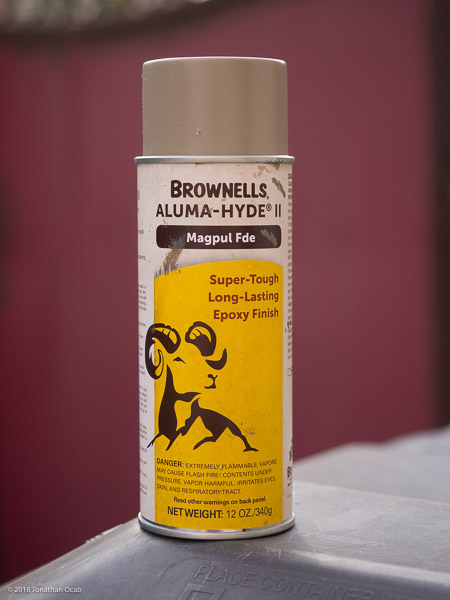 BROWNELLS®
ALUMA-HYDE® II
Magpul Fde
Super-Tough
Long-Lasting
Epoxy Finish
DANGER: EXTREMELY FLAMMABLE. VAPORS
MAY CAUSE FLASH FIRE! CONTENTS UNDER
PRESSURE. VAPOR HARMFUL. IRRITATES EYES,
SKIN, AND RESPIRATORY TRACT.
Read other warnings on back panel.
NET WEIGHT: 12 OZ./340g
PLACE CONTAINER
© 2016 Jonathan Ocab